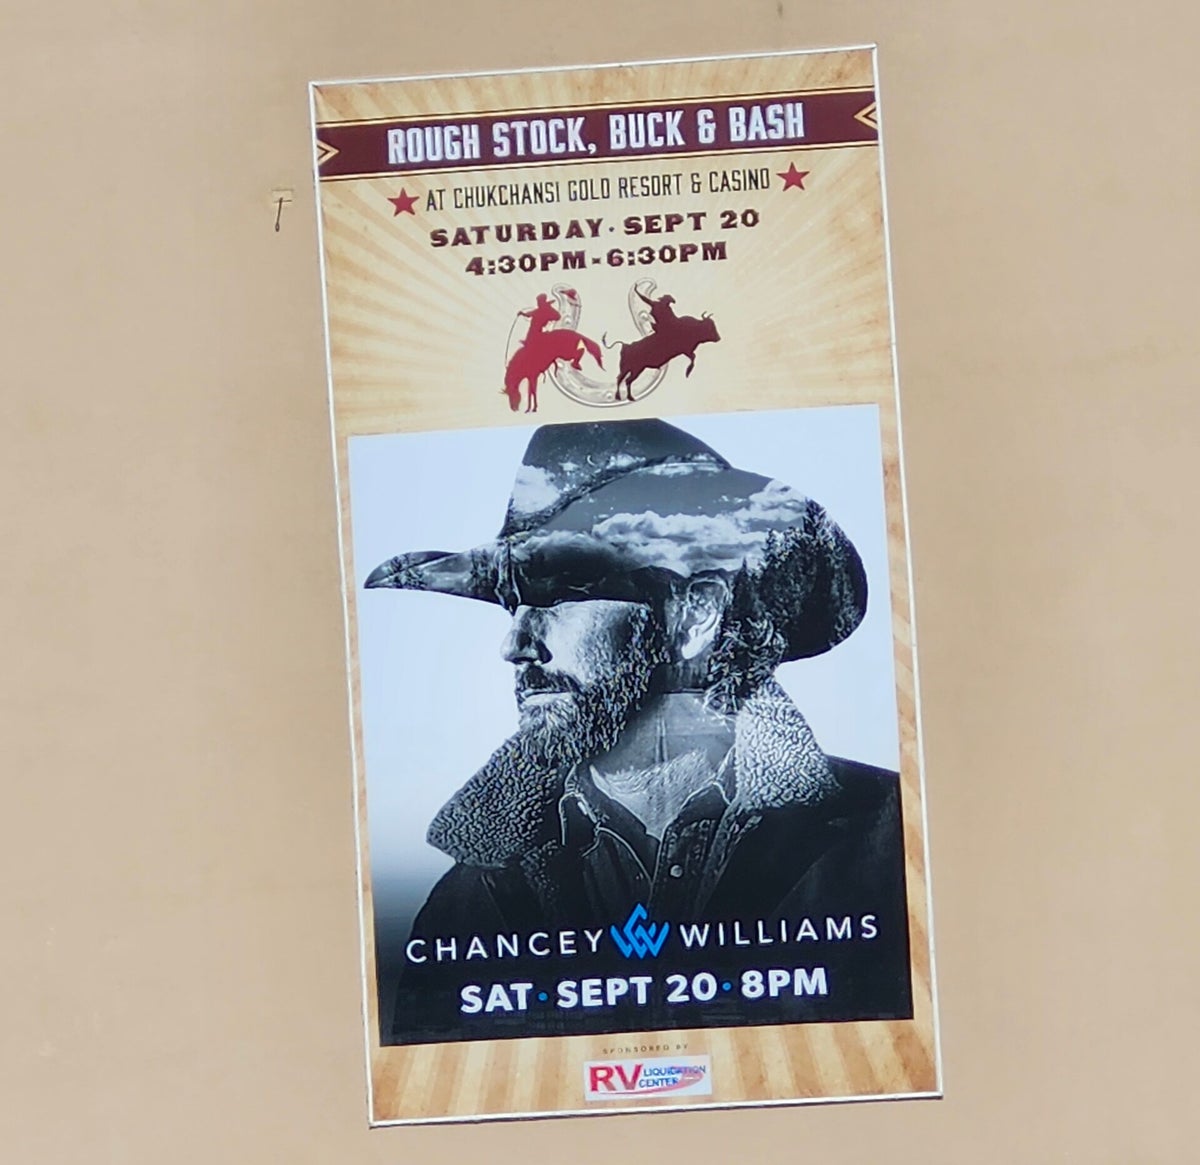 ROUGH STOCK, BUCK & BASH
AT CHUKCHANSI GOLD RESORT & CASINO
SATURDAY · SEPT 20
4:30PM-6:30PM
CHANCEY WILLIAMS
SAT · SEPT 20 · 8PM
SPONSORED BY
RV LIQUIDATION
CENTER